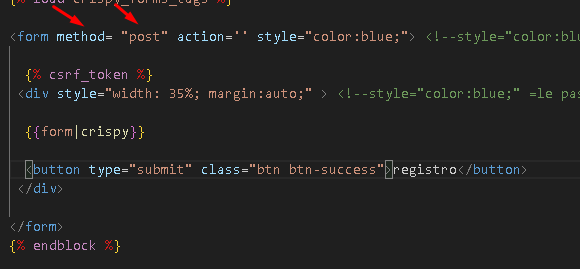 {% load crispy_forms_tags %}
<form method= "post" action='' style="color:blue;"> <!--style="color:blu
{% csrf_token %}
<div style="width: 35%; margin:auto;" > <!--style="color:blue;" =le pas
{{form|crispy}}
<button type="submit" class="btn btn-success">registro</button>
</div>
</form>
{% endblock %}